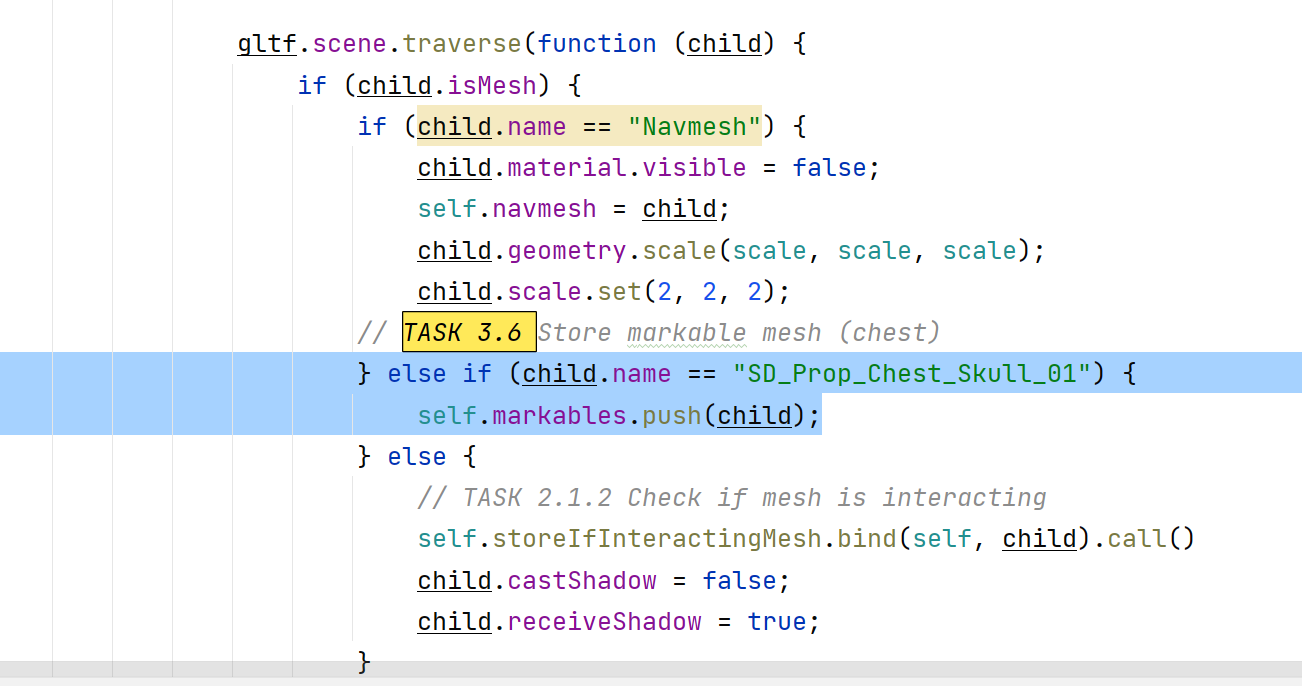 gltf.scene.traverse(function (child) {
if (child.isMesh) {
if (child.name == "Navmesh") {
child.material.visible = false;
self.navmesh = child;
child.geometry.scale(scale, scale, scale);
child.scale.set(2, 2, 2);
// TASK 3.6 Store markable mesh (chest)
} else if (child.name == "SD_Prop_Chest_Skull_01") {
self.markables.push(child);
} else {
// TASK 2.1.2 Check if mesh is interacting
self.storeIfInteractingMesh.bind(self, child).call()
child.castShadow = false;
child.receiveShadow = true;
}